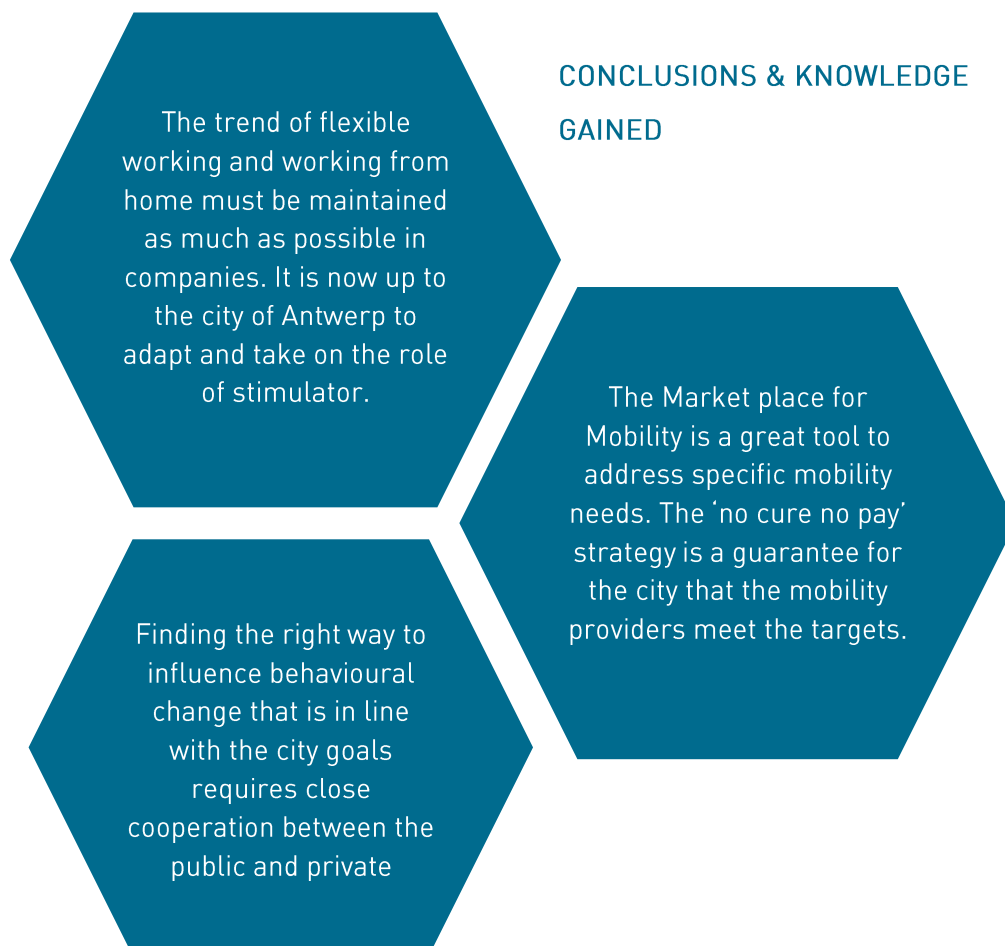 CONCLUSIONS & KNOWLEDGE
GAINED
The trend of flexible
working and working from
home must be maintained
as much as possible in
companies. It is now up to
the city of Antwerp to
adapt and take on the role
of stimulator.
The Market place for
Mobility is a great tool to
address specific mobility
needs. The ‘no cure no pay’
strategy is a guarantee for
the city that the mobility
providers meet the targets.
Finding the right way to
influence behavioural
change that is in line
with the city goals
requires close
cooperation between the
public and private